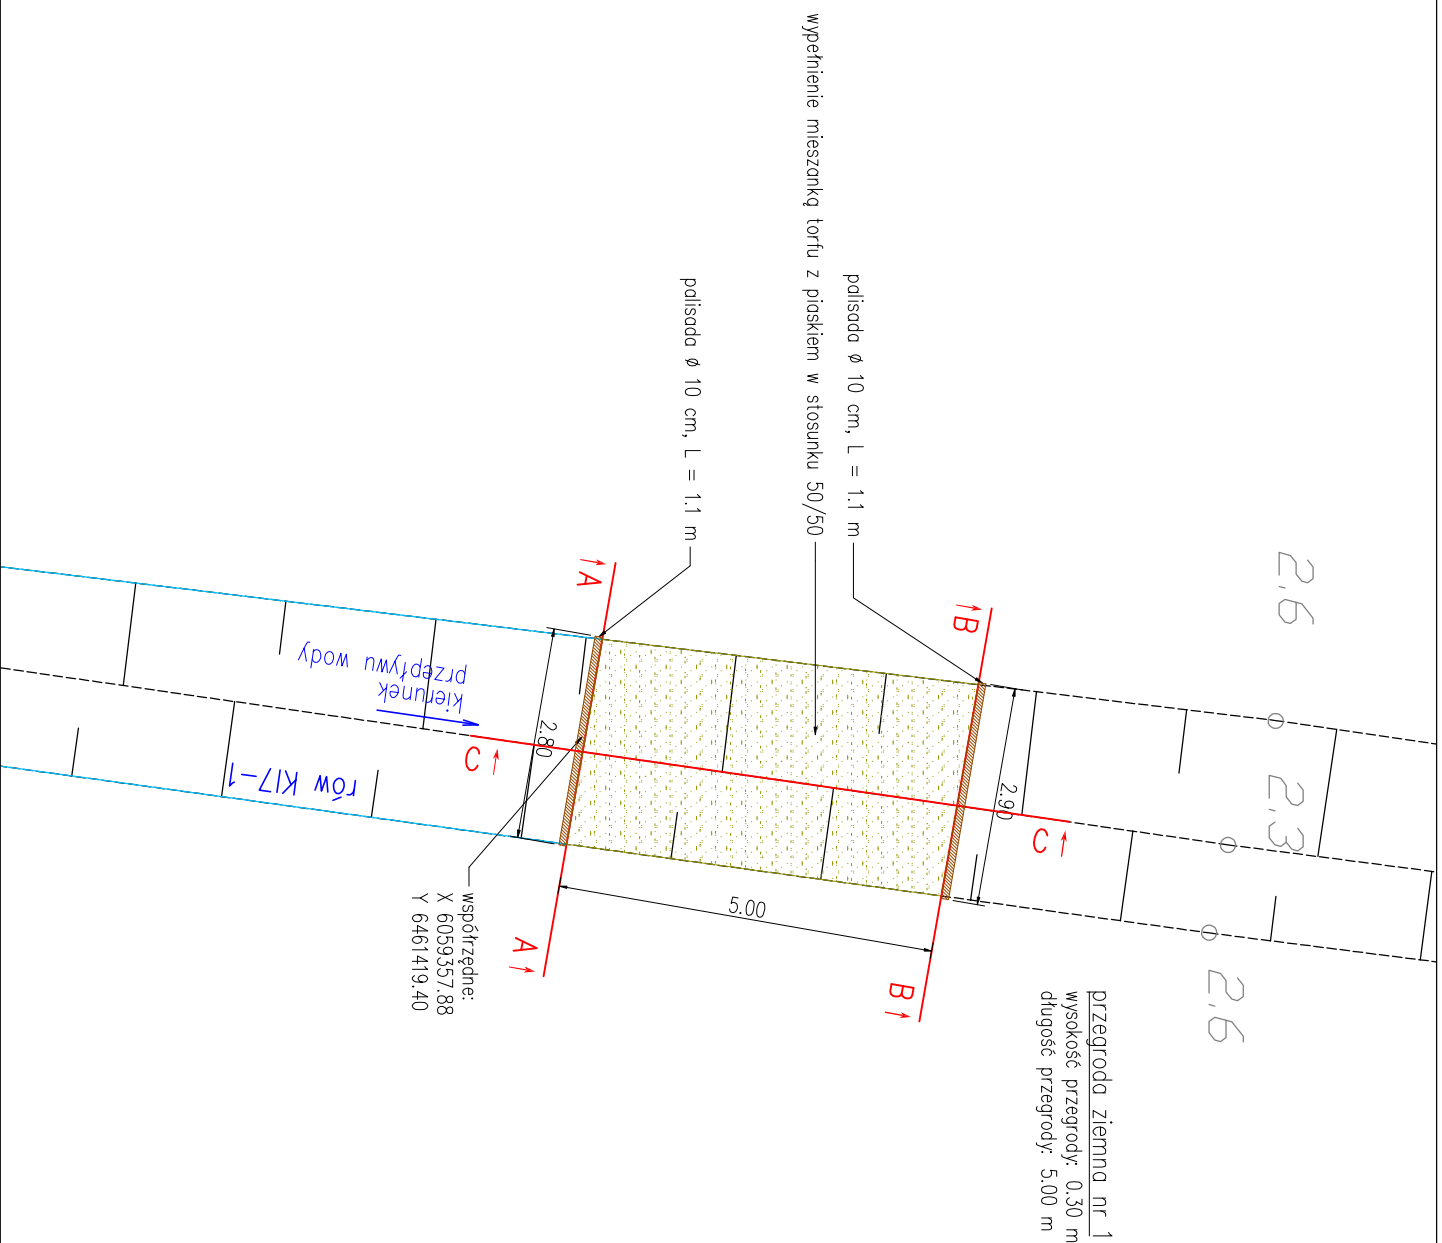 wypełnienie mieszanką torfu z piaskiem w stosunku 50/50
palisada ø 10 cm, L = 1.1 m
palisada ø 10 cm, L = 1.1 m
2.6
2.3
2.6
A
B
A
B
C
C
2.80
2.90
5.00
kierunek
przepływu wody
rów K17-1
współrzędne:
X 6059357.88
Y 6461419.40
przegroda ziemna nr 1
wysokość przegrody: 0.30 m
długość przegrody: 5.00 m